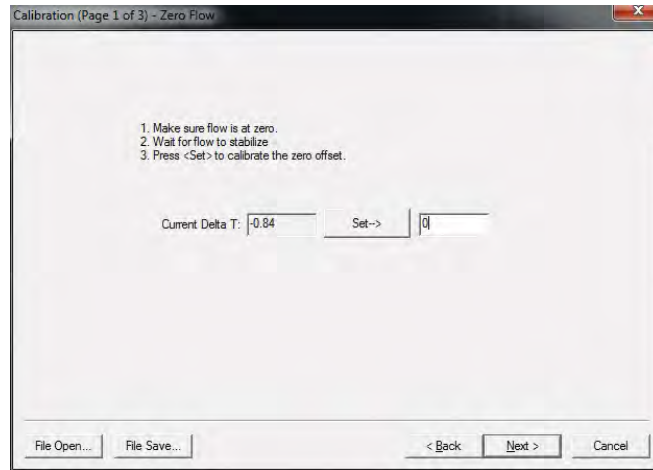 Calibration (Page 1 of 3) - Zero Flow
X
1. Make sure flow is at zero.
2. Wait for flow to stabilize
3. Press <Set> to calibrate the zero offset.
Current Delta T: -0.84 Set--> 0
File Open... File Save... < Back Next > Cancel